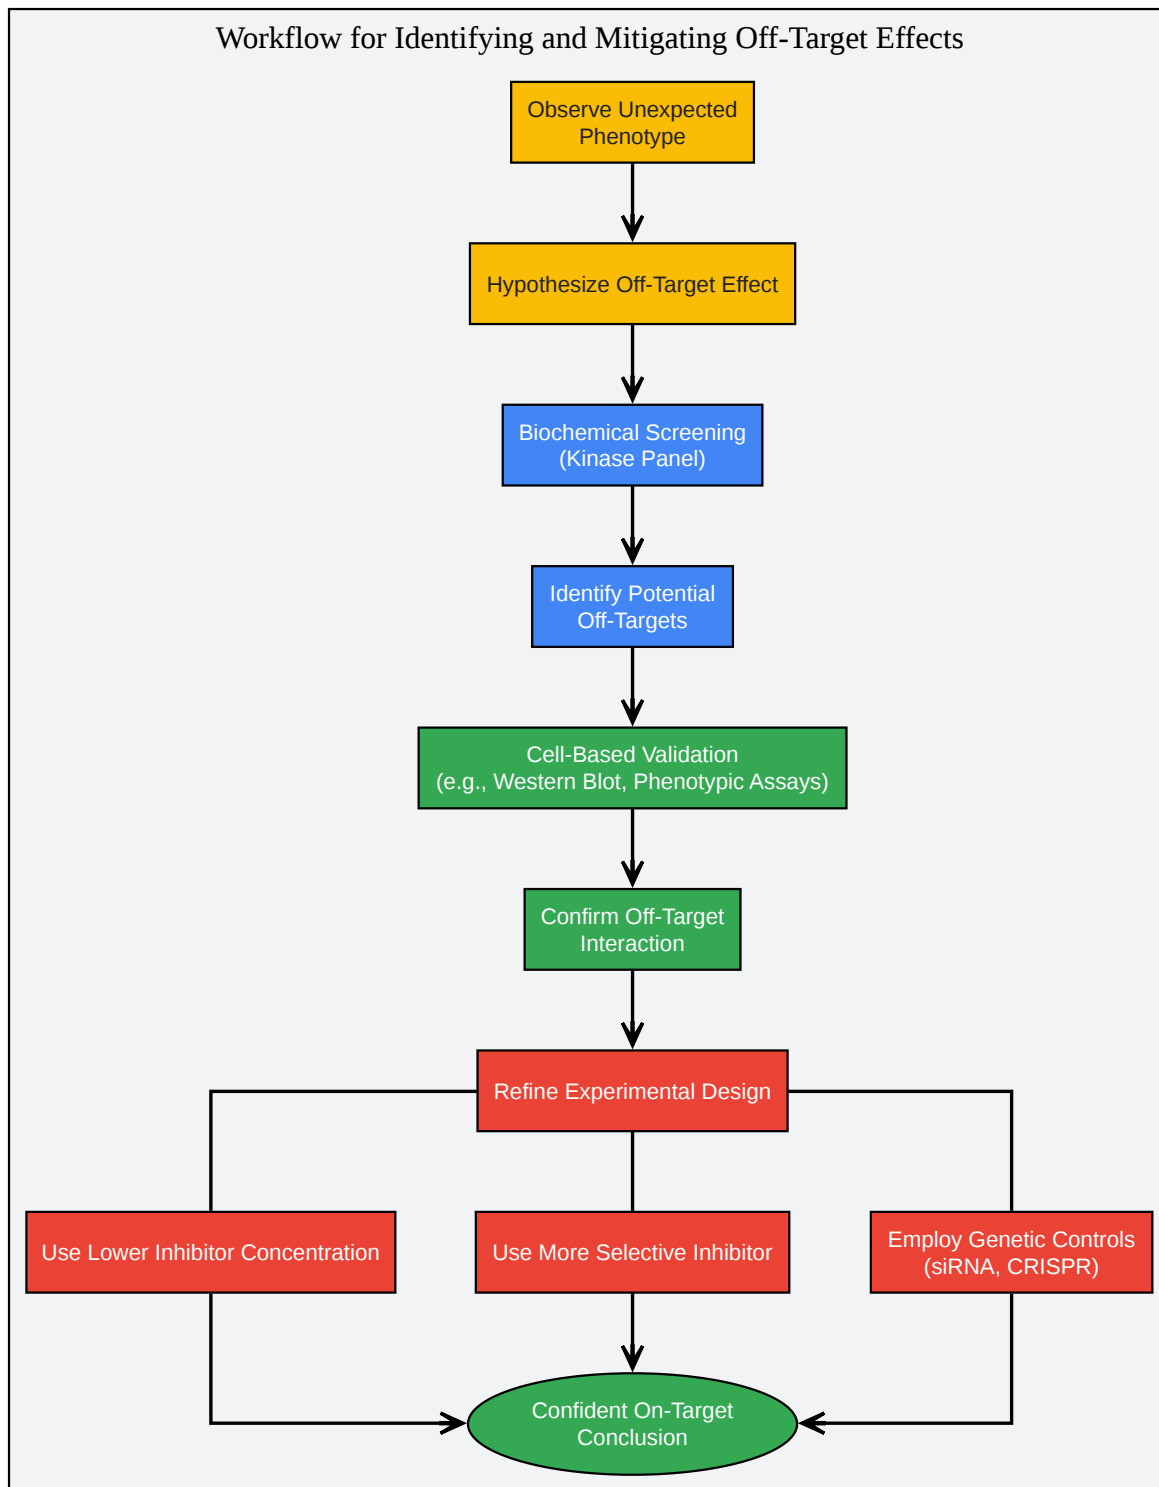 Workflow for Identifying and Mitigating Off-Target Effects
Observe Unexpected
Phenotype
Hypothesize Off-Target Effect
Biochemical Screening
(Kinase Panel)
Identify Potential
Off-Targets
Cell-Based Validation
(e.g., Western Blot, Phenotypic Assays)
Confirm Off-Target
Interaction
Refine Experimental Design
Use Lower Inhibitor Concentration
Use More Selective Inhibitor
Employ Genetic Controls
(siRNA, CRISPR)
Confident On-Target
Conclusion